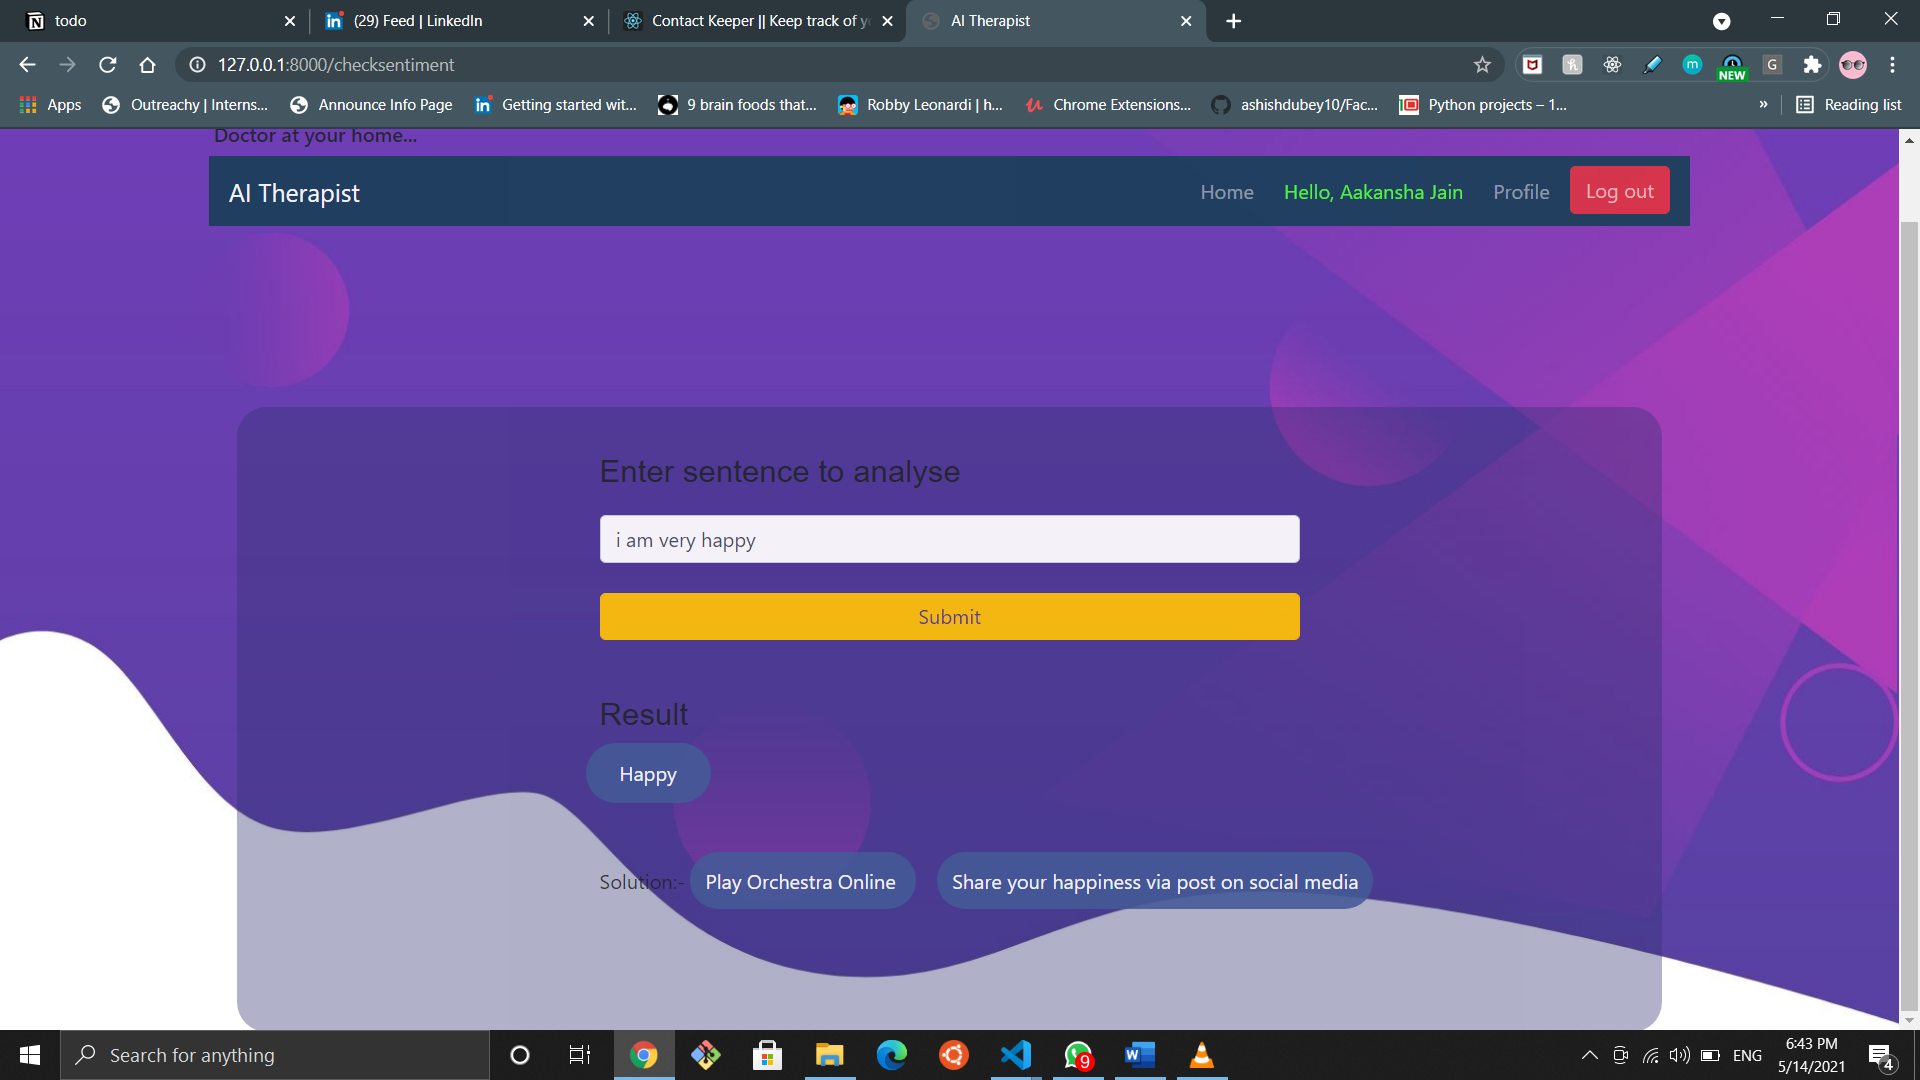 todo
(29) Feed | LinkedIn
Contact Keeper || Keep track of y
AI Therapist
127.0.0.1:8000/checksentiment
NEW
G
Apps
Outreachy | Interns...
Announce Info Page
Getting started wit...
9 brain foods that...
Robby Leonardi | h...
Chrome Extensions...
ashishdubey10/Fac...
Python projects – 1...
»
Reading list
Doctor at your home...
AI Therapist
Home
Hello, Aakansha Jain
Profile
Log out
Enter sentence to analyse
i am very happy
Submit
Result
Happy
Solution:- Play Orchestra Online Share your happiness via post on social media
Search for anything
9
ENG
6:43 PM
5/14/2021
4